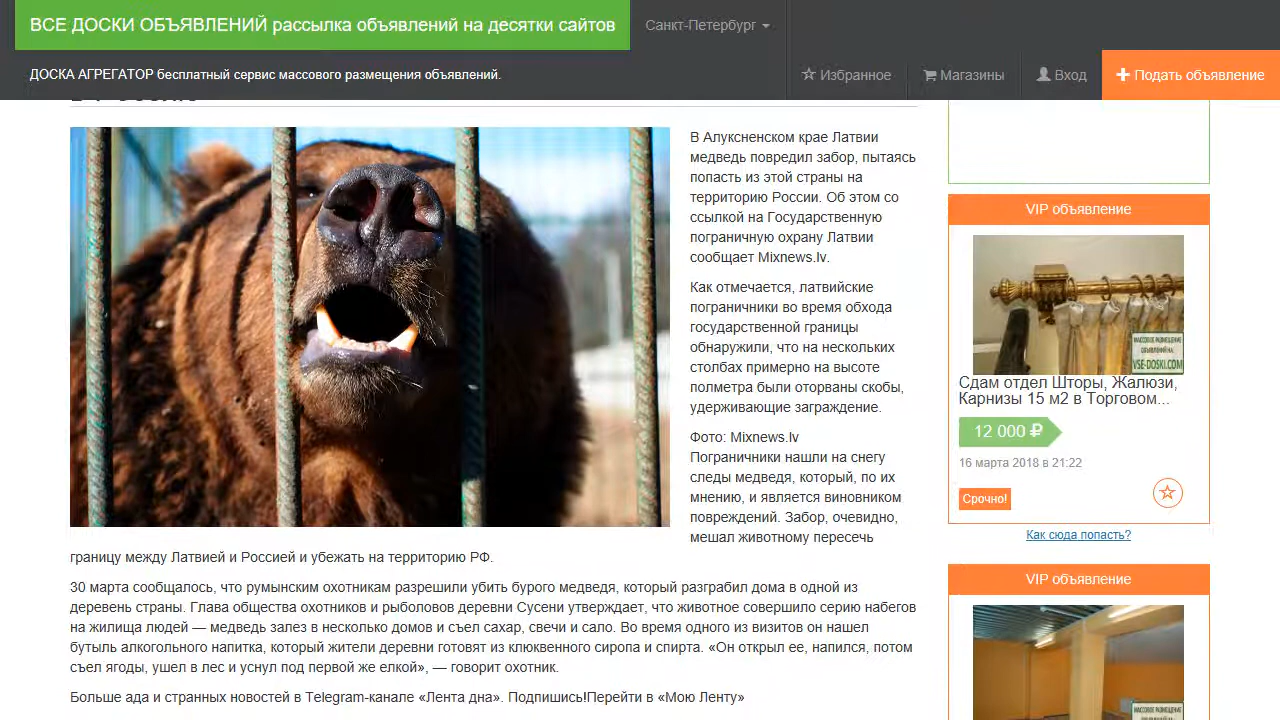 ВСЕ ДОСКИ ОБЪЯВЛЕНИЙ рассылка объявлений на десятки сайтов
Санкт-Петербург
ДОСКА АГРЕГАТОР бесплатный сервис массового размещения объявлений.
Избранное
Магазины
Вход
Подать объявление
В Алуксненском крае Латвии
медведь повредил забор, пытаясь
попасть из этой страны на
территорию России. Об этом со
ссылкой на Государственную
пограничную охрану Латвии
сообщает Mixnews.lv.
Как отмечается, латвийские
пограничники во время обхода
государственной границы
обнаружили, что на нескольких
столбах примерно на высоте
полметра были оторваны скобы,
удерживающие заграждение.
Фото: Mixnews.lv
Пограничники нашли на снегу
следы медведя, который, по их
мнению, и является виновником
повреждений. Забор, очевидно,
мешал животному пересечь
границу между Латвией и Россией и убежать на территорию РФ.
30 марта сообщалось, что румынским охотникам разрешили убить бурого медведя, который разграбил дома в одной из
деревень страны. Глава общества охотников и рыболовов деревни Сусени утверждает, что животное совершило серию набегов
на жилища людей — медведь залез в несколько домов и съел сахар, свечи и сало. Во время одного из визитов он нашел
бутыль алкогольного напитка, который жители деревни готовят из клюквенного сиропа и спирта. «Он открыл ее, напился, потом
съел ягоды, ушел в лес и уснул под первой же елкой», — говорит охотник.
Больше ада и странных новостей в Telegram-канале «Лента дна». Подпишись!Перейти в «Мою Ленту»
VIP объявление
МАССОВОЕ РАЗМЕЩЕНИЕ
ОБЪЯВЛЕНИЙ НА
VSE-DOSKI.COM
Сдам отдел Шторы, Жалюзи,
Карнизы 15 м2 в Торговом...
12 000 ₽
16 марта 2018 в 21:22
Срочно!
Как сюда попасть?
VIP объявление
МАССОВОЕ РАЗМЕЩЕНИЕ